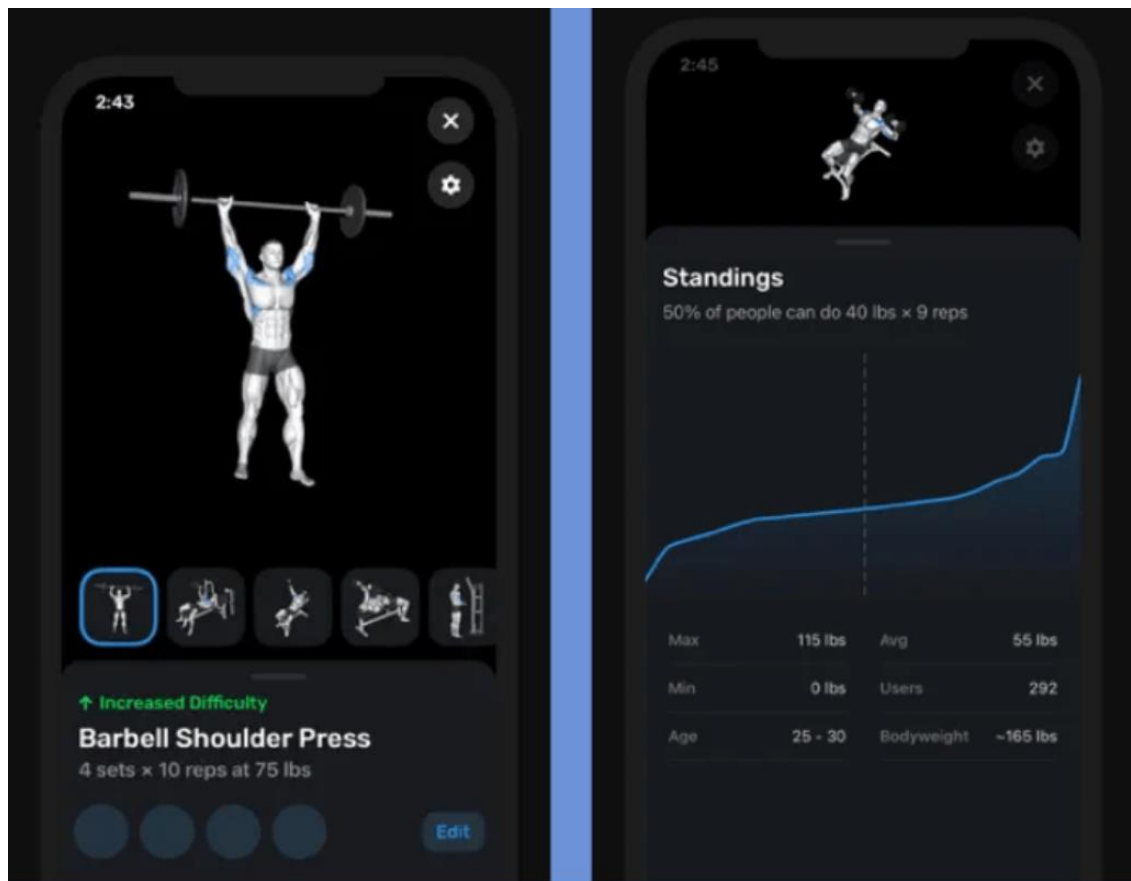 2:43
↑ Increased Difficulty
Barbell Shoulder Press
4 sets × 10 reps at 75 lbs
Edit
2:45
Standings
50% of people can do 40 lbs × 9 reps
Max 115 lbs Avg 55 lbs
Min 0 lbs Users 292
Age 25 - 30 Bodyweight ~165 lbs